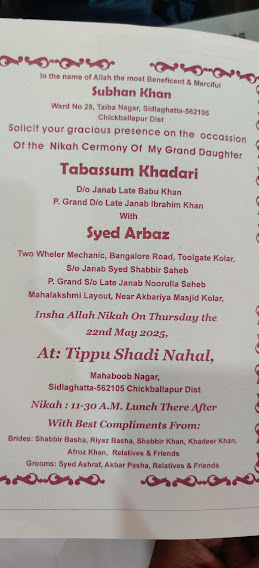 In the name of Allah the most Beneficent & Merciful
Subhan Khan
Ward No 25, Taiba Nagar, Sidlaghatta-562105
Chickballapur Dist
Solicit your gracious presence on the occassion
Of the Nikah Cermony Of My Grand Daughter
Tabassum Khadari
D/o Janab Late Babu Khan
P. Grand D/o Late Janab Ibrahim Khan
With
Syed Arbaz
Two Wheler Mechanic, Bangalore Road, Toolgate Kolar,
S/o Janab Syed Shabbir Saheb
P. Grand S/o Late Janab Noorulla Saheb
Mahalakshmi Layout, Near Akbariya Masjid Kolar,
Insha Allah Nikah On Thursday the
22nd May 2025,
At: Tippu Shadi Nahal,
Mahaboob Nagar,
Sidlaghatta-562105 Chickballapur Dist
Nikah : 11-30 A.M. Lunch There After
With Best Compliments From:
Brides: Shabbir Basha, Riyaz Basha, Shabbir Khan, Khadeer Khan,
Afroz Khan, Relatives & Friends
Grooms: Syed Ashraf, Akbar Pasha, Relatives & Friends